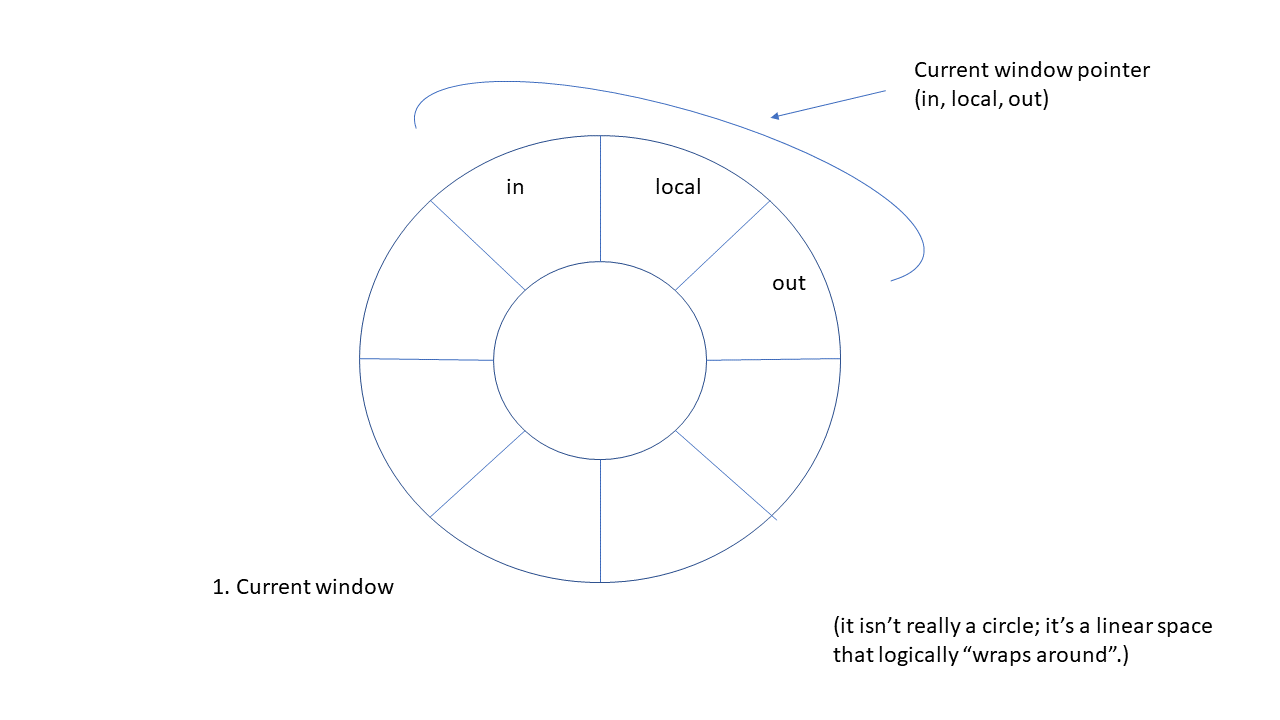 Current window pointer
(in, local, out)
in
local
out
1. Current window
(it isn’t really a circle; it’s a linear space
that logically “wraps around”.)